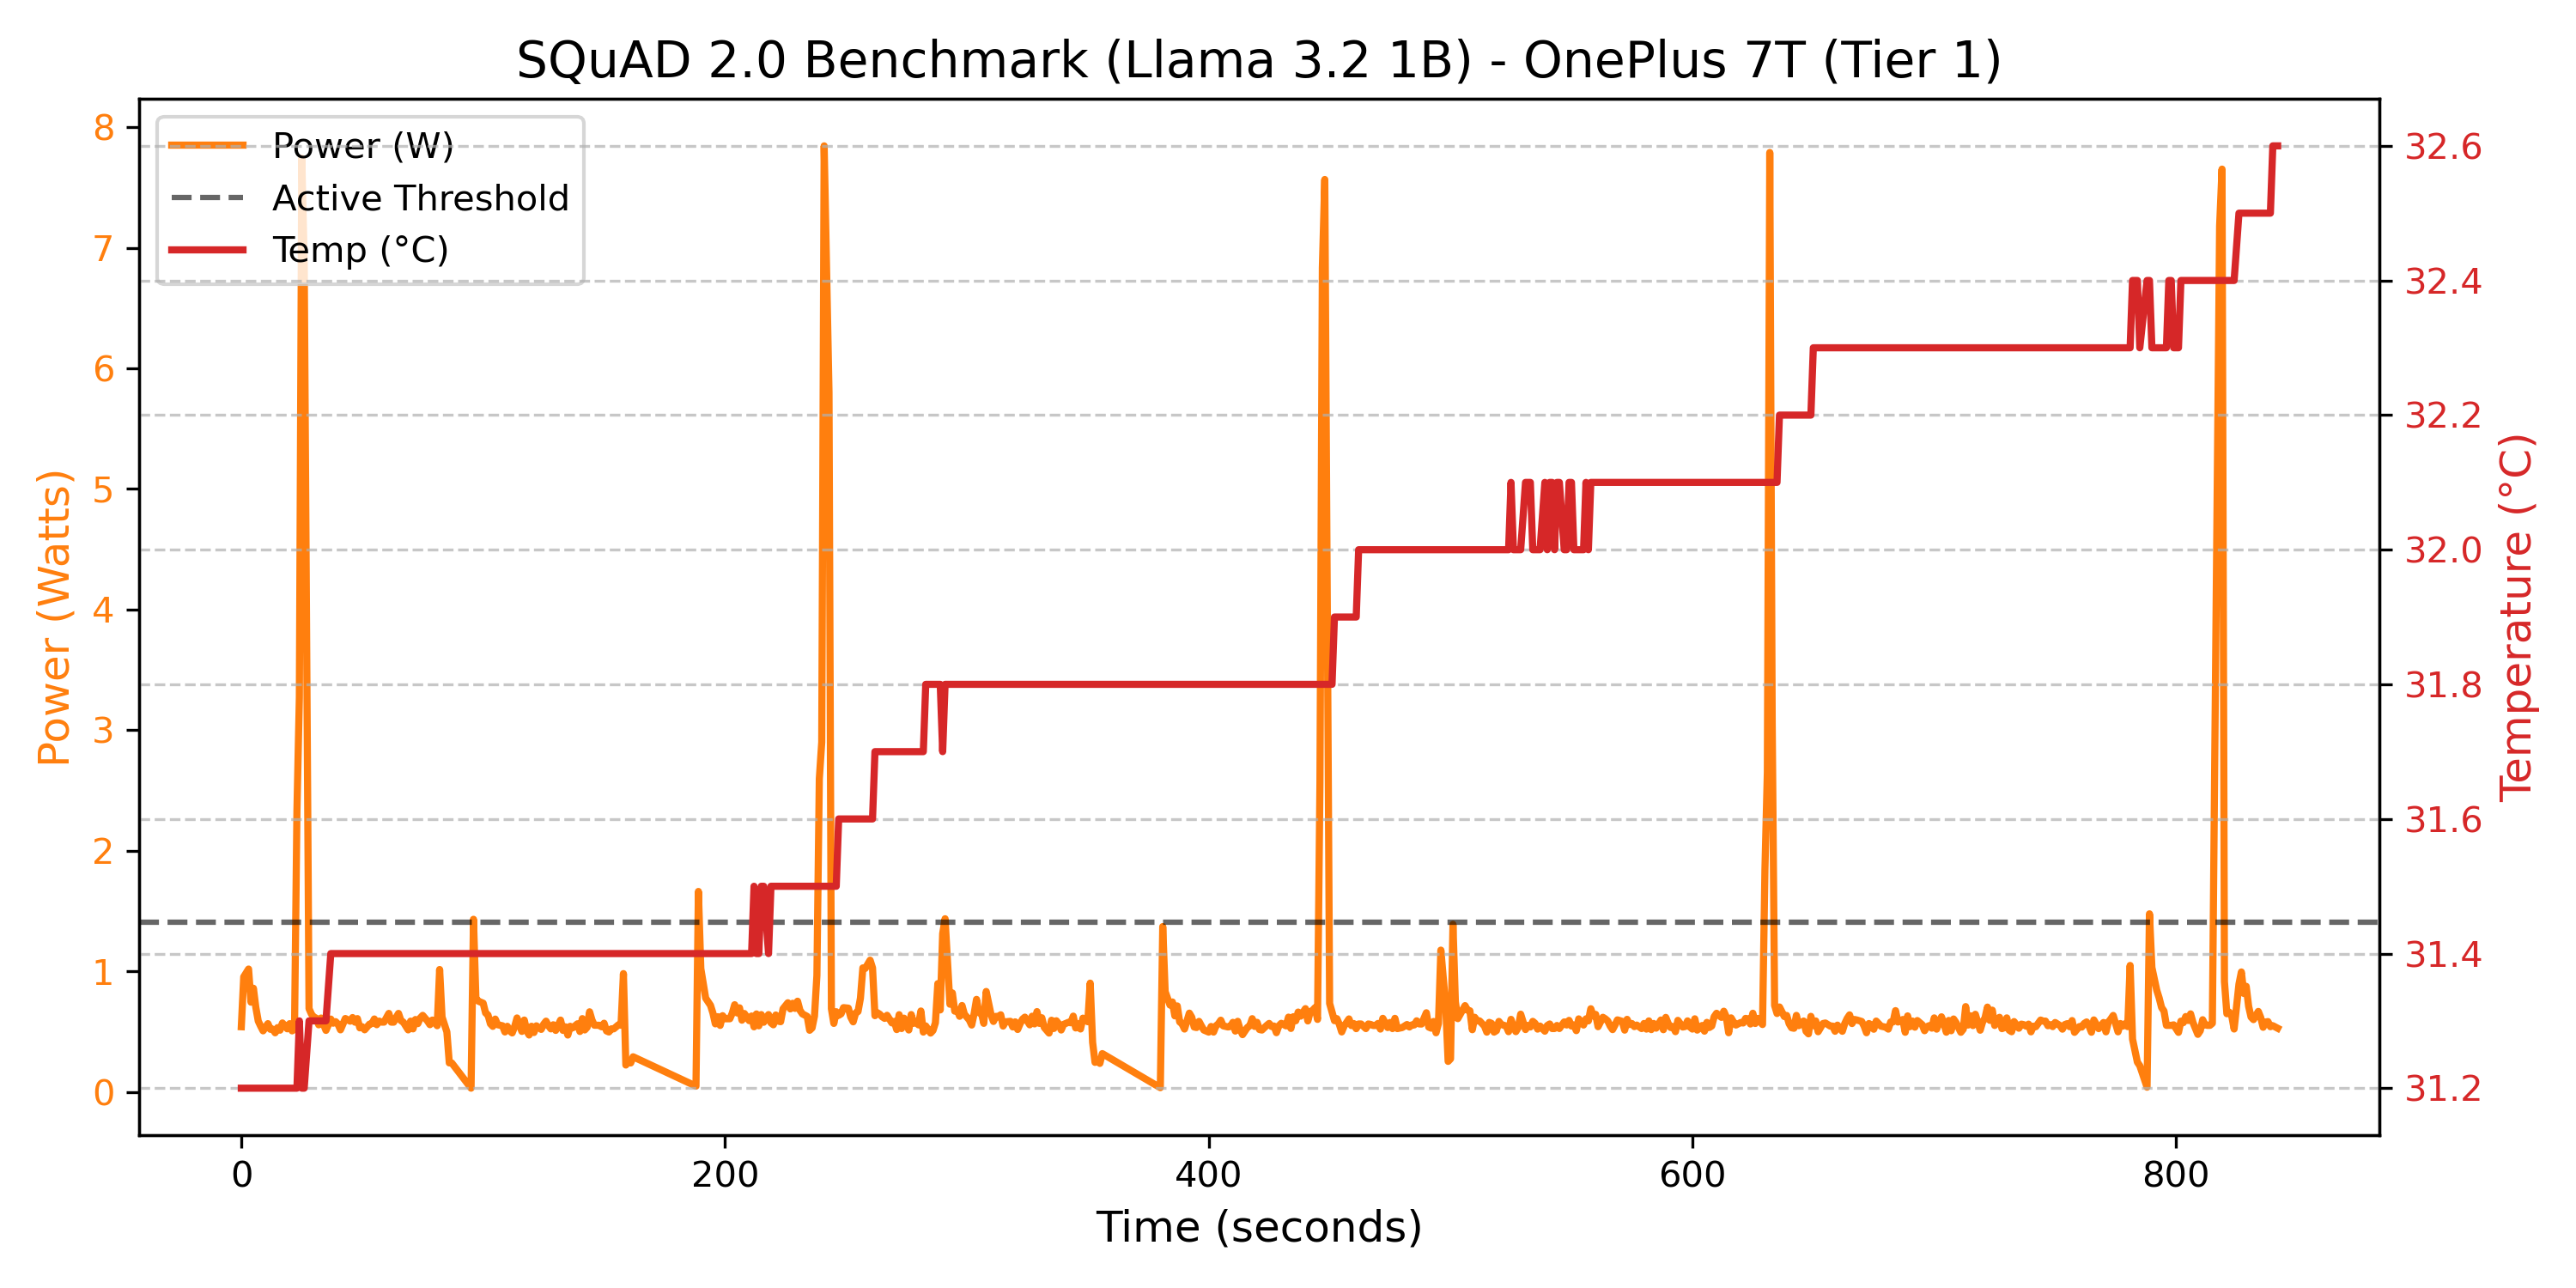 SQuAD 2.0 Benchmark (Llama 3.2 1B) - OnePlus 7T (Tier 1)
Power (W)
Active Threshold
Temp (°C)
8
7
6
5
4
3
2
1
0
Power (Watts)
32.6
32.4
32.2
32.0
31.8
31.6
31.4
31.2
Temperature (°C)
0 200 400 600 800
Time (seconds)